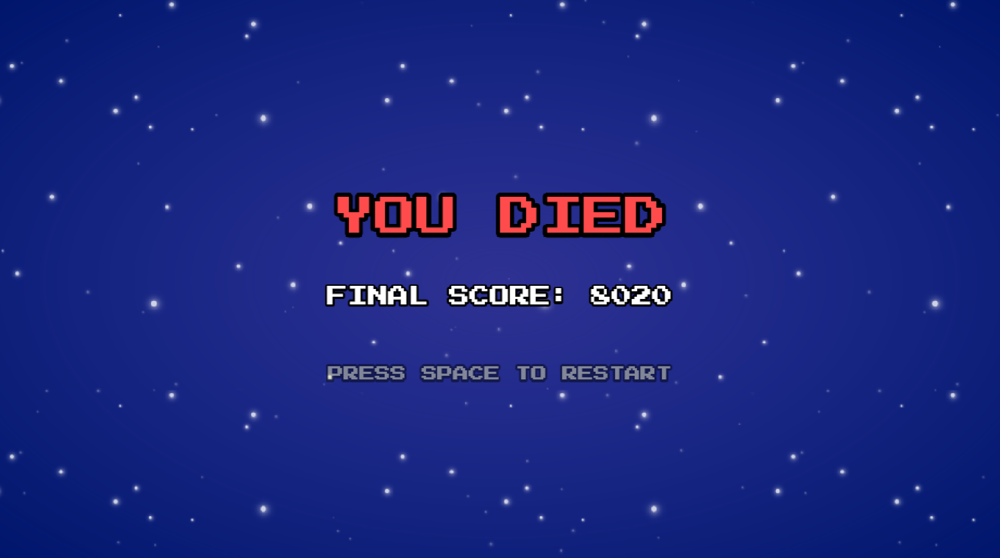 YOU DIED
FINAL SCORE: 8020
PRESS SPACE TO RESTART